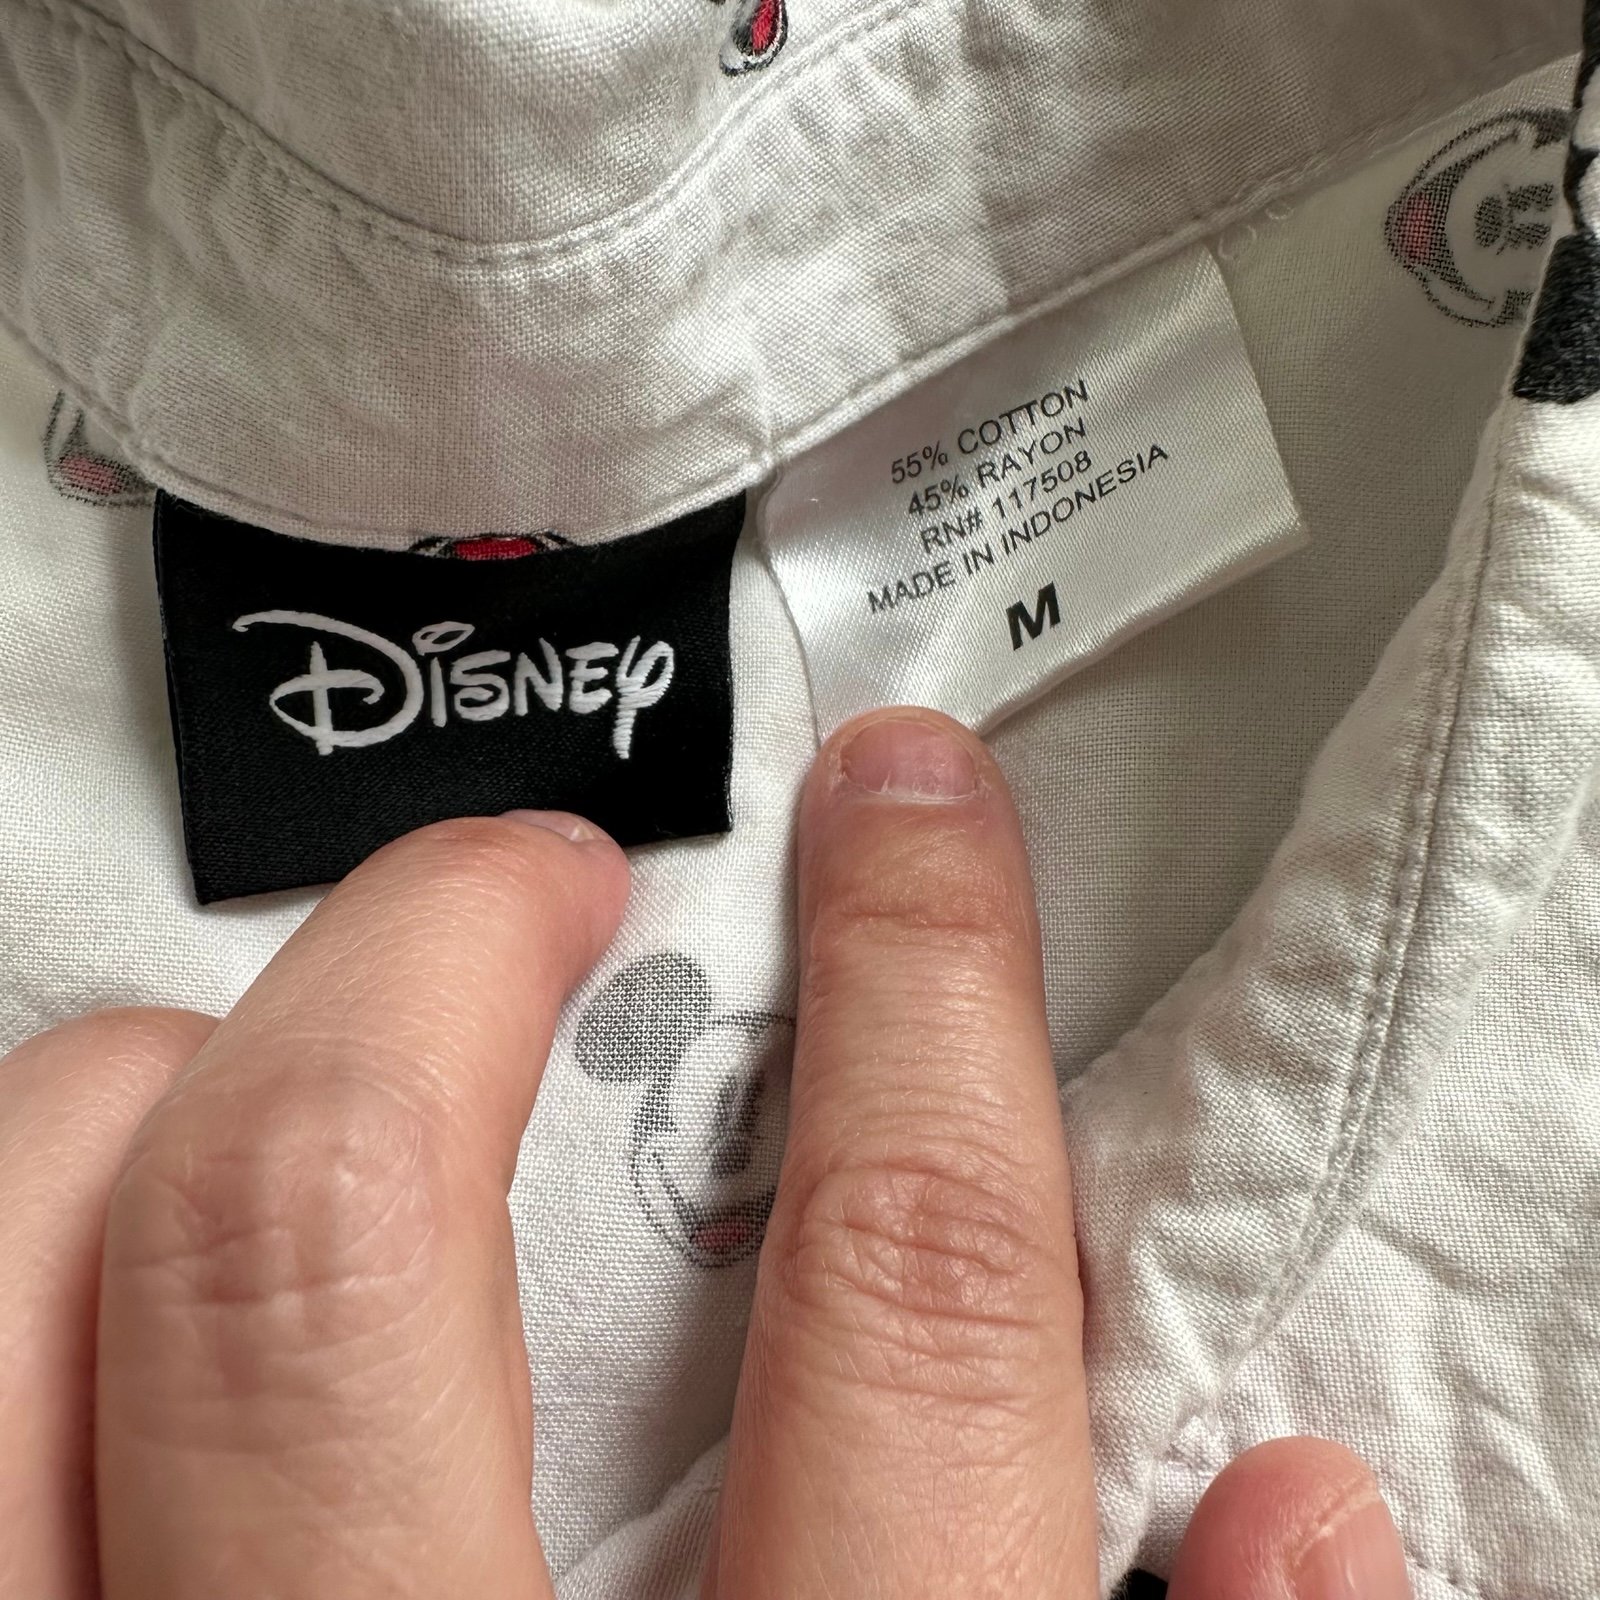 Disney
55% COTTON
45% RAYON
RN# 117508
MADE IN INDONESIA
M